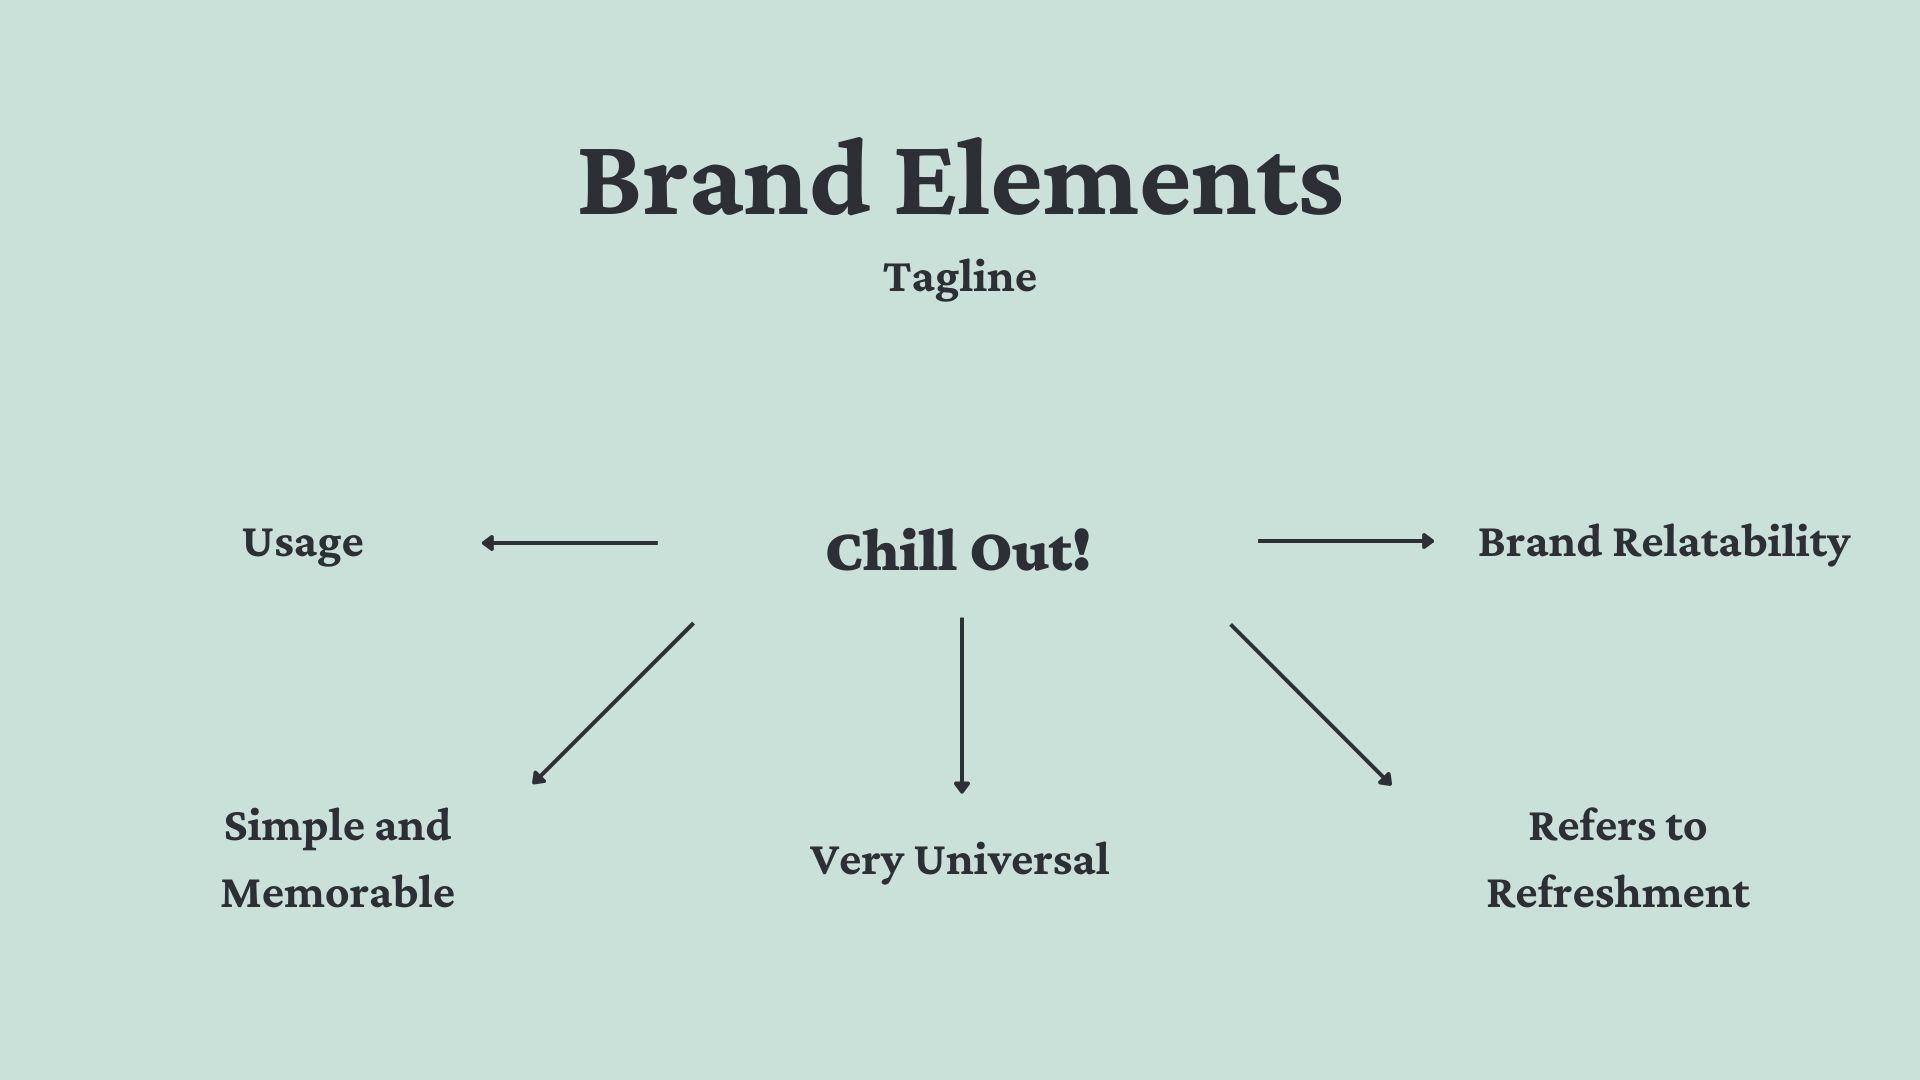 Brand Elements
Tagline
Usage
Chill Out!
Brand Relatability
Simple and
Memorable
Very Universal
Refers to
Refreshment